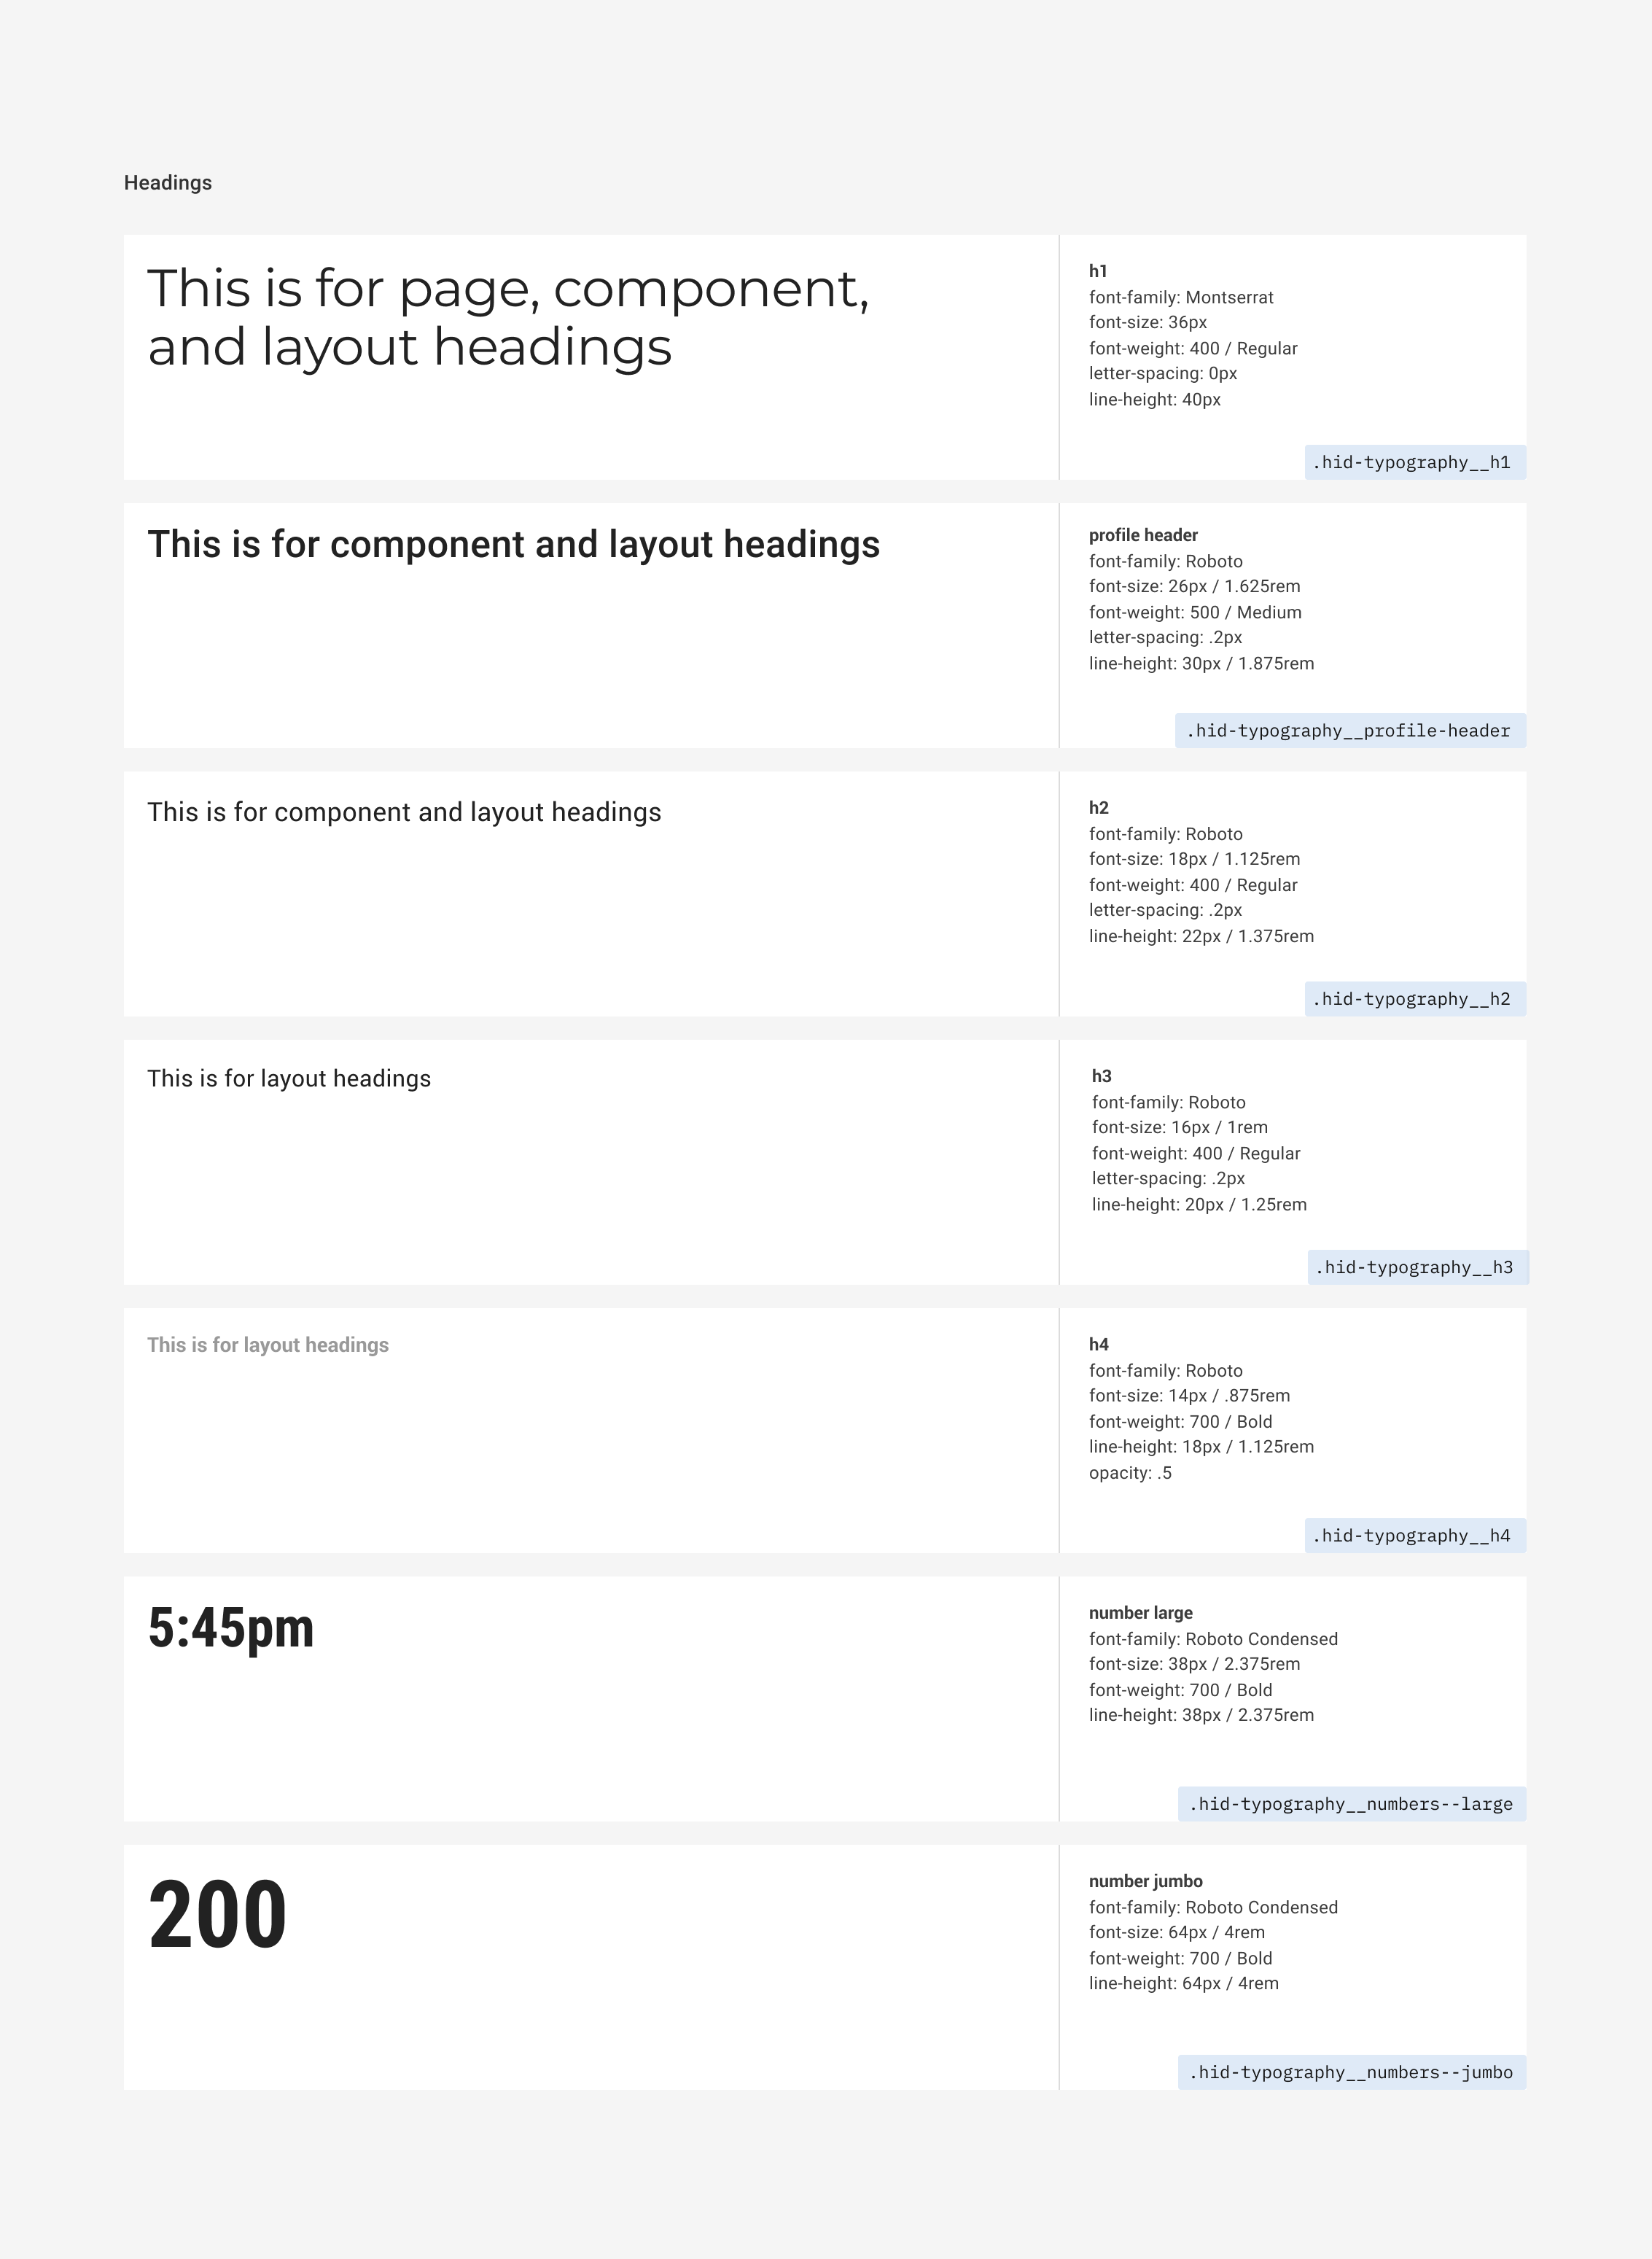 Headings
This is for page, component,
and layout headings
h1
font-family: Montserrat
font-size: 36px
font-weight: 400 / Regular
letter-spacing: 0px
line-height: 40px
.hid-typography__h1
This is for component and layout headings
profile header
font-family: Roboto
font-size: 26px / 1.625rem
font-weight: 500 / Medium
letter-spacing: .2px
line-height: 30px / 1.875rem
.hid-typography__profile-header
This is for component and layout headings
h2
font-family: Roboto
font-size: 18px / 1.125rem
font-weight: 400 / Regular
letter-spacing: .2px
line-height: 22px / 1.375rem
.hid-typography__h2
This is for layout headings
h3
font-family: Roboto
font-size: 16px / 1rem
font-weight: 400 / Regular
letter-spacing: .2px
line-height: 20px / 1.25rem
.hid-typography__h3
This is for layout headings
h4
font-family: Roboto
font-size: 14px / .875rem
font-weight: 700 / Bold
line-height: 18px / 1.125rem
opacity: .5
.hid-typography__h4
5:45pm
number large
font-family: Roboto Condensed
font-size: 38px / 2.375rem
font-weight: 700 / Bold
line-height: 38px / 2.375rem
.hid-typography__numbers--large
200
number jumbo
font-family: Roboto Condensed
font-size: 64px / 4rem
font-weight: 700 / Bold
line-height: 64px / 4rem
.hid-typography__numbers--jumbo